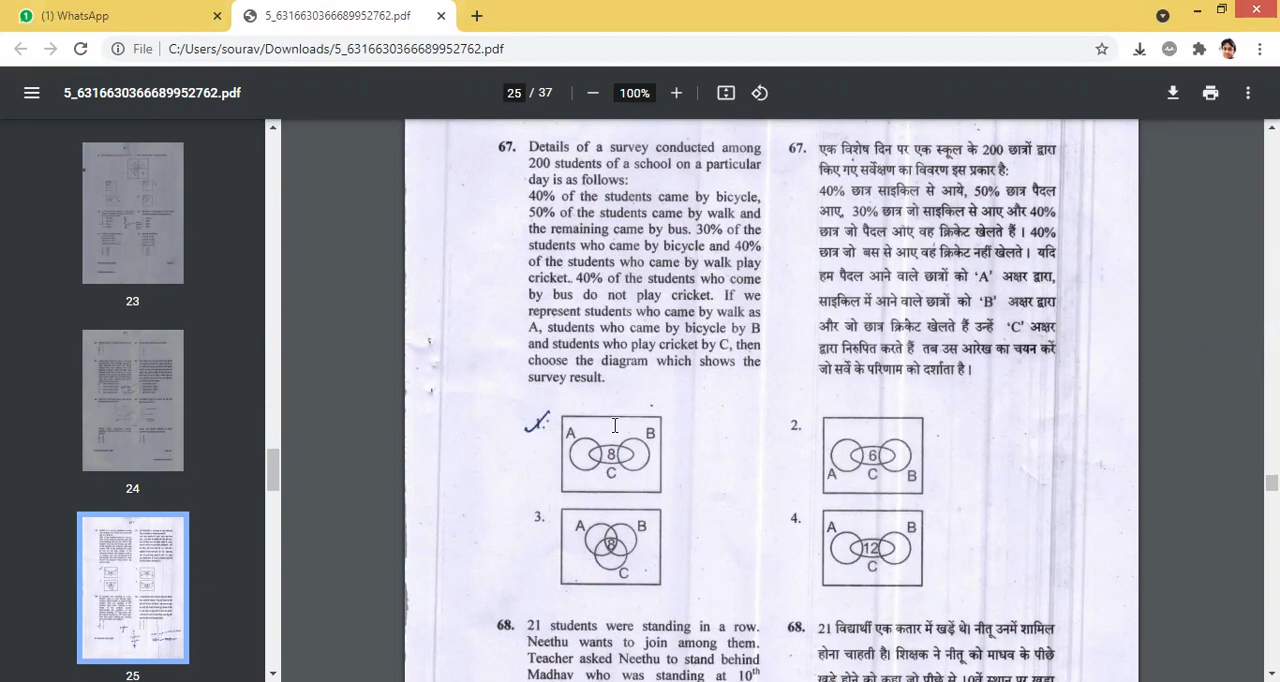 (1) WhatsApp
5_6316630366689952762.pdf
File
C:/Users/sourav/Downloads/5_6316630366689952762.pdf
5_6316630366689952762.pdf
25 / 37
100%
23
24
25
67. Details of a survey conducted among
200 students of a school on a particular
day is as follows:
40% of the students came by bicycle,
50% of the students came by walk and
the remaining came by bus. 30% of the
students who came by bicycle and 40%
of the students who came by walk play
cricket.. 40% of the students who come
by bus do not play cricket. If we
represent students who came by walk as
A, students who came by bicycle by B
and students who play cricket by C, then
choose the diagram which shows the
survey result.
A B
8
C
3.
A B
8
C
67. एक विशेष दिन पर एक स्कूल के 200 छात्रों द्वारा
किए गए सर्वेक्षण का विवरण इस प्रकार है:
40% छात्र साइकिल से आये, 50% छात्र पैदल
आए, 30% छात्र जो साइकिल से आए और 40%
छात्र जो पैदल आए वह क्रिकेट खेलते हैं । 40%
छात्र जो बस से आए वह क्रिकेट नहीं खेलते । यदि
हम पैदल आने वाले छात्रों को 'A' अक्षर द्वारा,
साइकिल में आने वाले छात्रों को 'B' अक्षर द्वारा
और जो छात्र क्रिकेट खेलते हैं उन्हें 'C' अक्षर
द्वारा निरुपित करते हैं तब उस आरेख का चयन करें
जो सर्वे के परिणाम को दर्शाता है ।
2.
6
A C B
4.
A B
12
C
68. 21 students were standing in a row.
Neethu wants to join among them.
Teacher asked Neethu to stand behind
Madhav who was standing at 10th
68. 21 विद्यार्थी एक कतार में खड़ें थे। नीतू उनमें शामिल
होना चाहती है। शिक्षक ने नीतू को माधव के पीछे
खड़े होने को कहा जो पीछे से 10वें स्थान पर खड़ा